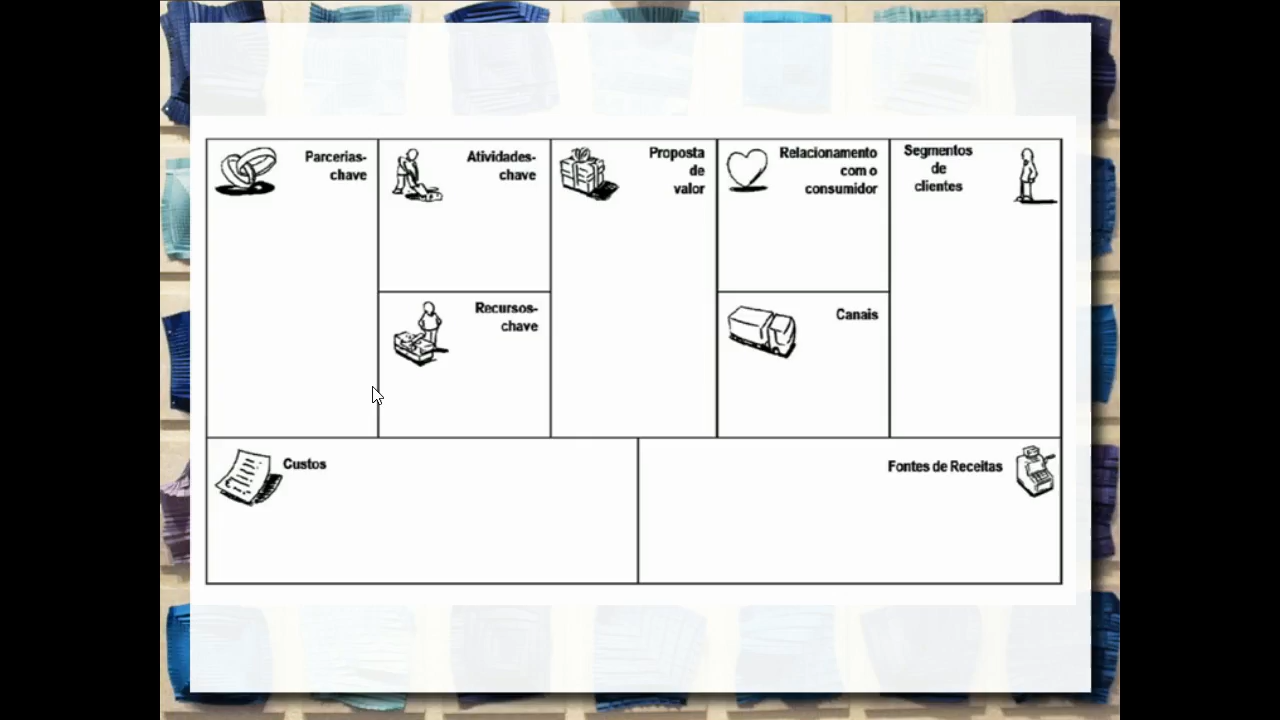 Parcerias-
chave
Atividades-
chave
Proposta
de
valor
Relacionamento
com o
consumidor
Segmentos
de
clientes
Recursos-
chave
Canais
Custos
Fontes de Receitas